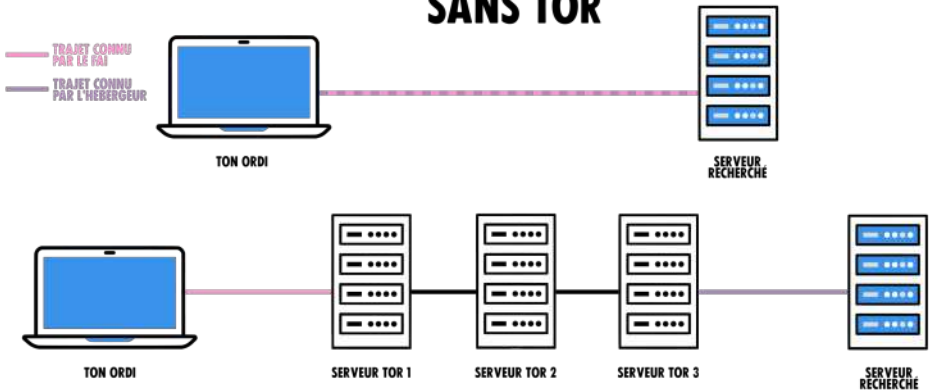 SANS TOR
TRAJET CONNU
PAR LE FAI
TRAJET CONNU
PAR L'HÉBERGEUR
TON ORDI
SERVEUR
RECHERCHÉ
SERVEUR TOR 1
SERVEUR TOR 2
SERVEUR TOR 3
TON ORDI
SERVEUR
RECHERCHÉ